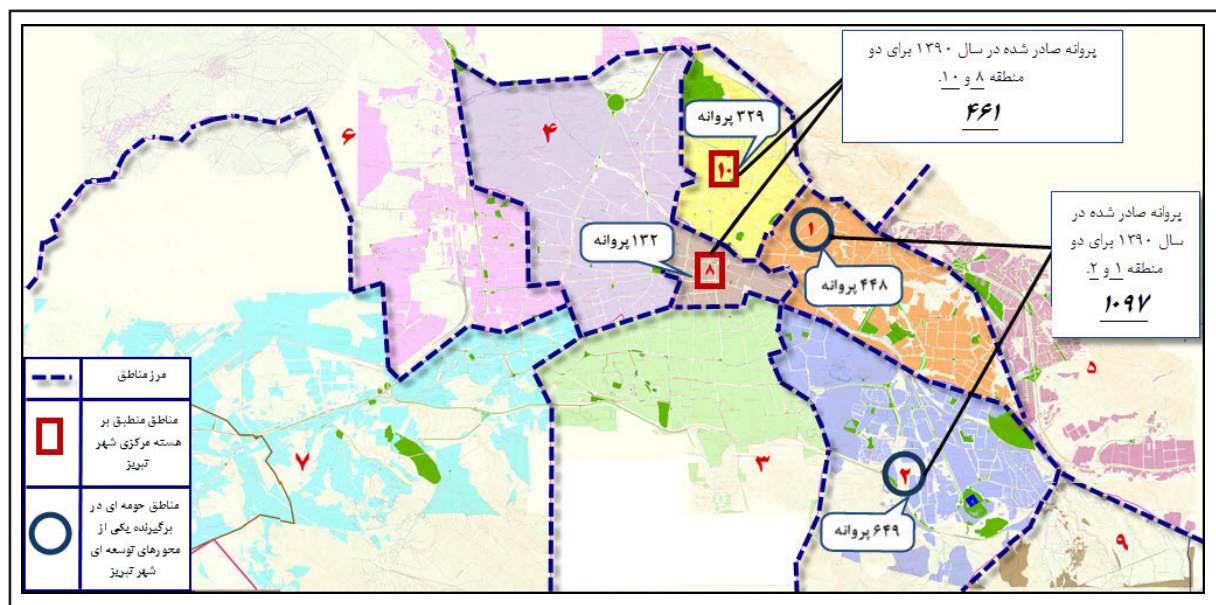 پروانه صادر شده در سال ۱۳۹۰ برای دو
منطقه ۸ و ۱۰.
۴۶۱
۳۲۹ پروانه
۶
۴
۱۰
پروانه صادر شده در
سال ۱۳۹۰ برای دو
منطقه ۱ و ۲.
۱۰۹۷
۱
۱۳۲ پروانه
۸
۴۴۸ پروانه
۵
مرز مناطق
مناطق منطبق بر
هسته مرکزی شهر
تبریز
۷
۳
۲
مناطق حومه ای در
برگیرنده یکی از
محورهای توسعه ای
شهر تبریز
۶۴۹ پروانه
۹